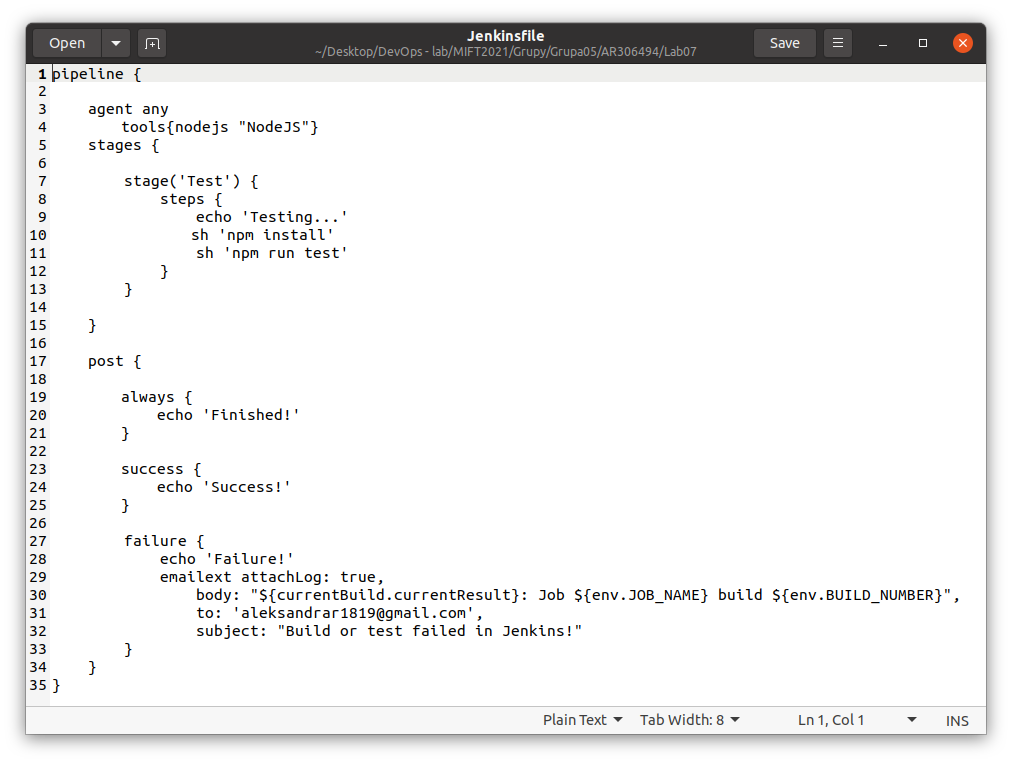 Open
Jenkinsfile
~/Desktop/DevOps - lab/MIFT2021/Grupy/Grupa05/AR306494/Lab07
Save
1 pipeline {
2
3     agent any
4         tools{nodejs "NodeJS"}
5     stages {
6
7         stage('Test') {
8             steps {
9                 echo 'Testing...'
10                sh 'npm install'
11                sh 'npm run test'
12            }
13        }
14
15    }
16
17    post {
18
19        always {
20            echo 'Finished!'
21        }
22
23        success {
24            echo 'Success!'
25        }
26
27        failure {
28            echo 'Failure!'
29            emailext attachLog: true,
30                body: "${currentBuild.currentResult}: Job ${env.JOB_NAME} build ${env.BUILD_NUMBER}",
31                to: 'aleksandrar1819@gmail.com',
32                subject: "Build or test failed in Jenkins!"
33        }
34    }
35 }
Plain Text
Tab Width: 8
Ln 1, Col 1
INS